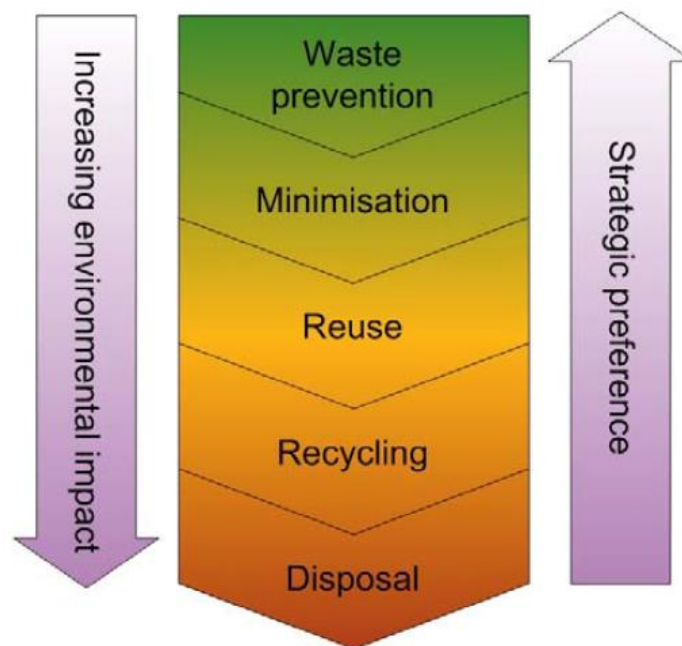 Increasing environmental impact
Waste
prevention
Minimisation
Reuse
Recycling
Disposal
Strategic preference